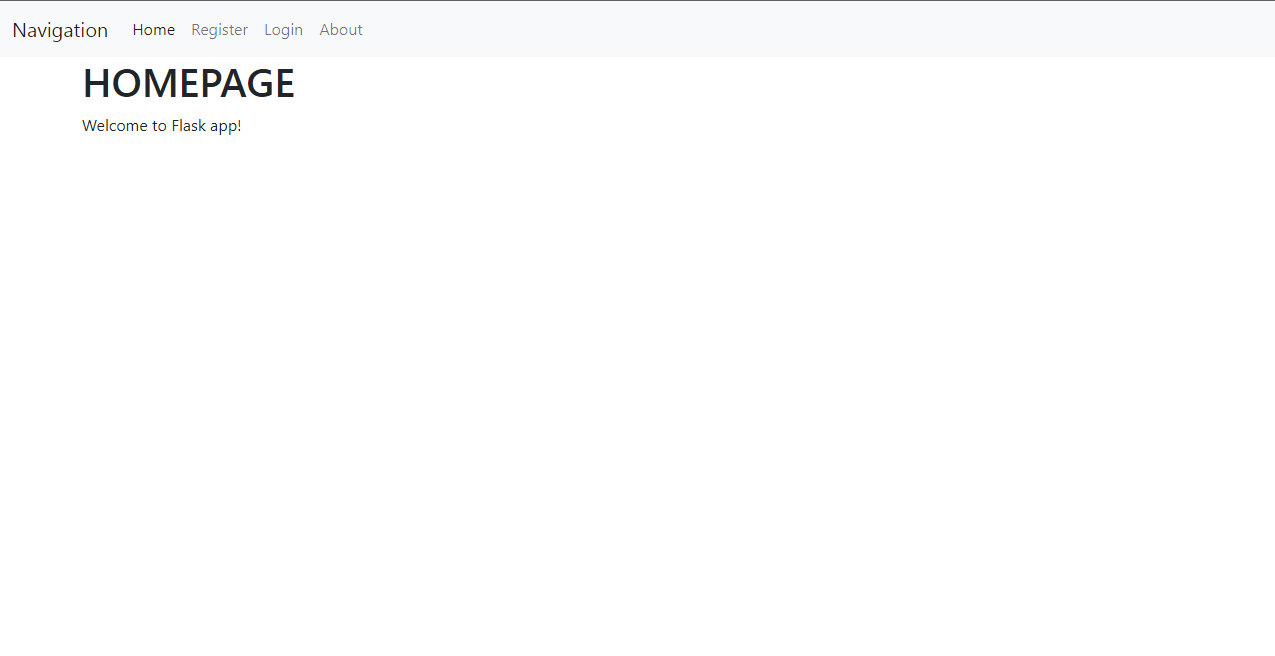 Navigation Home Register Login About
HOMEPAGE
Welcome to Flask app!